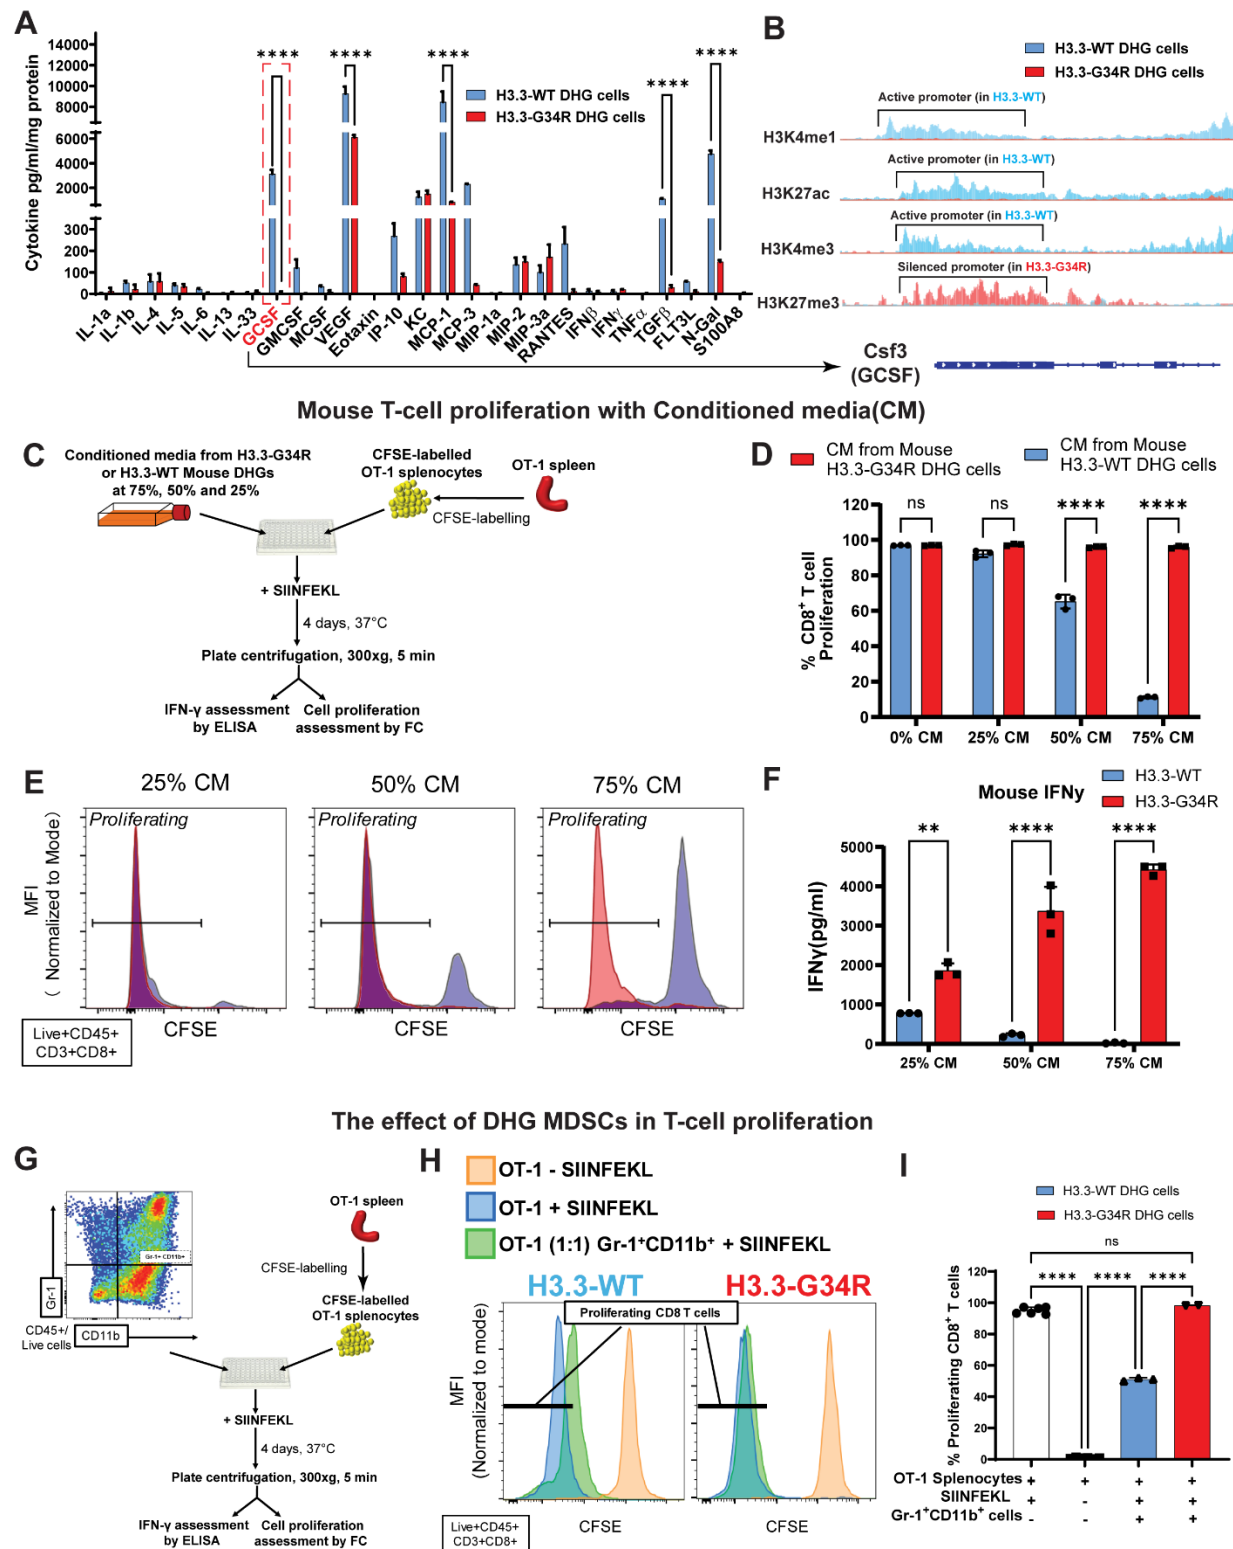 A
Cytokine pg/ml/mg protein
14000
12000
10000
8000
6000
4000
2000
300
200
100
0
****
****
****
****
****
H3.3-WT DHG cells
H3.3-G34R DHG cells
IL-1a
IL-1b
IL-4
IL-5
IL-6
IL-13
IL-33
GCSF
GMCSF
MCSF
VEGF
Eotaxin
IP-10
KC
MCP-1
MCP-3
MIP-1a
MIP-2
MIP-3a
RANTES
IFNβ
IFNγ
TNFα
TGFβ
FLT3L
N-Gal
S100A8
B
H3.3-WT DHG cells
H3.3-G34R DHG cells
Active promoter (in H3.3-WT)
H3K4me1
Active promoter (in H3.3-WT)
H3K27ac
Active promoter (in H3.3-WT)
H3K4me3
Silenced promoter (in H3.3-G34R)
H3K27me3
Csf3
(GCSF)
Mouse T-cell proliferation with Conditioned media(CM)
C
Conditioned media from H3.3-G34R
or H3.3-WT Mouse DHGs
at 75%, 50% and 25%
CFSE-labelled
OT-1 splenocytes
OT-1 spleen
CFSE-labelling
+ SIINFEKL
4 days, 37°C
Plate centrifugation, 300xg, 5 min
IFN-γ assessment
by ELISA
Cell proliferation
assessment by FC
D
CM from Mouse
H3.3-G34R DHG cells
CM from Mouse
H3.3-WT DHG cells
% CD8+ T cell
Proliferation
120
100
80
60
40
20
0
ns
ns
****
****
0% CM
25% CM
50% CM
75% CM
E
25% CM
50% CM
75% CM
Proliferating
Proliferating
Proliferating
MFI
( Normalized to Mode)
CFSE
CFSE
CFSE
Live+CD45+
CD3+CD8+
F
Mouse IFNγ
H3.3-WT
H3.3-G34R
IFNγ(pg/ml)
5000
4000
3000
2000
1000
0
**
****
****
25% CM
50% CM
75% CM
The effect of DHG MDSCs in T-cell proliferation
G
Gr-1+ CD11b+
Gr-1
CD45+/
Live cells
CD11b
OT-1 spleen
CFSE-labelling
CFSE-labelled
OT-1 splenocytes
+ SIINFEKL
4 days, 37°C
Plate centrifugation, 300xg, 5 min
IFN-γ assessment
by ELISA
Cell proliferation
assessment by FC
H
OT-1 - SIINFEKL
OT-1 + SIINFEKL
OT-1 (1:1) Gr-1+CD11b+ + SIINFEKL
H3.3-WT
H3.3-G34R
Proliferating CD8 T cells
MFI
(Normalized to mode)
CFSE
CFSE
Live+CD45+
CD3+CD8+
I
H3.3-WT DHG cells
H3.3-G34R DHG cells
ns
**** **** ****
% Proliferating CD8+ T cells
120
100
80
60
40
20
0
OT-1 Splenocytes + + + +
SIINFEKL + - + +
Gr-1+CD11b+ cells - - + +